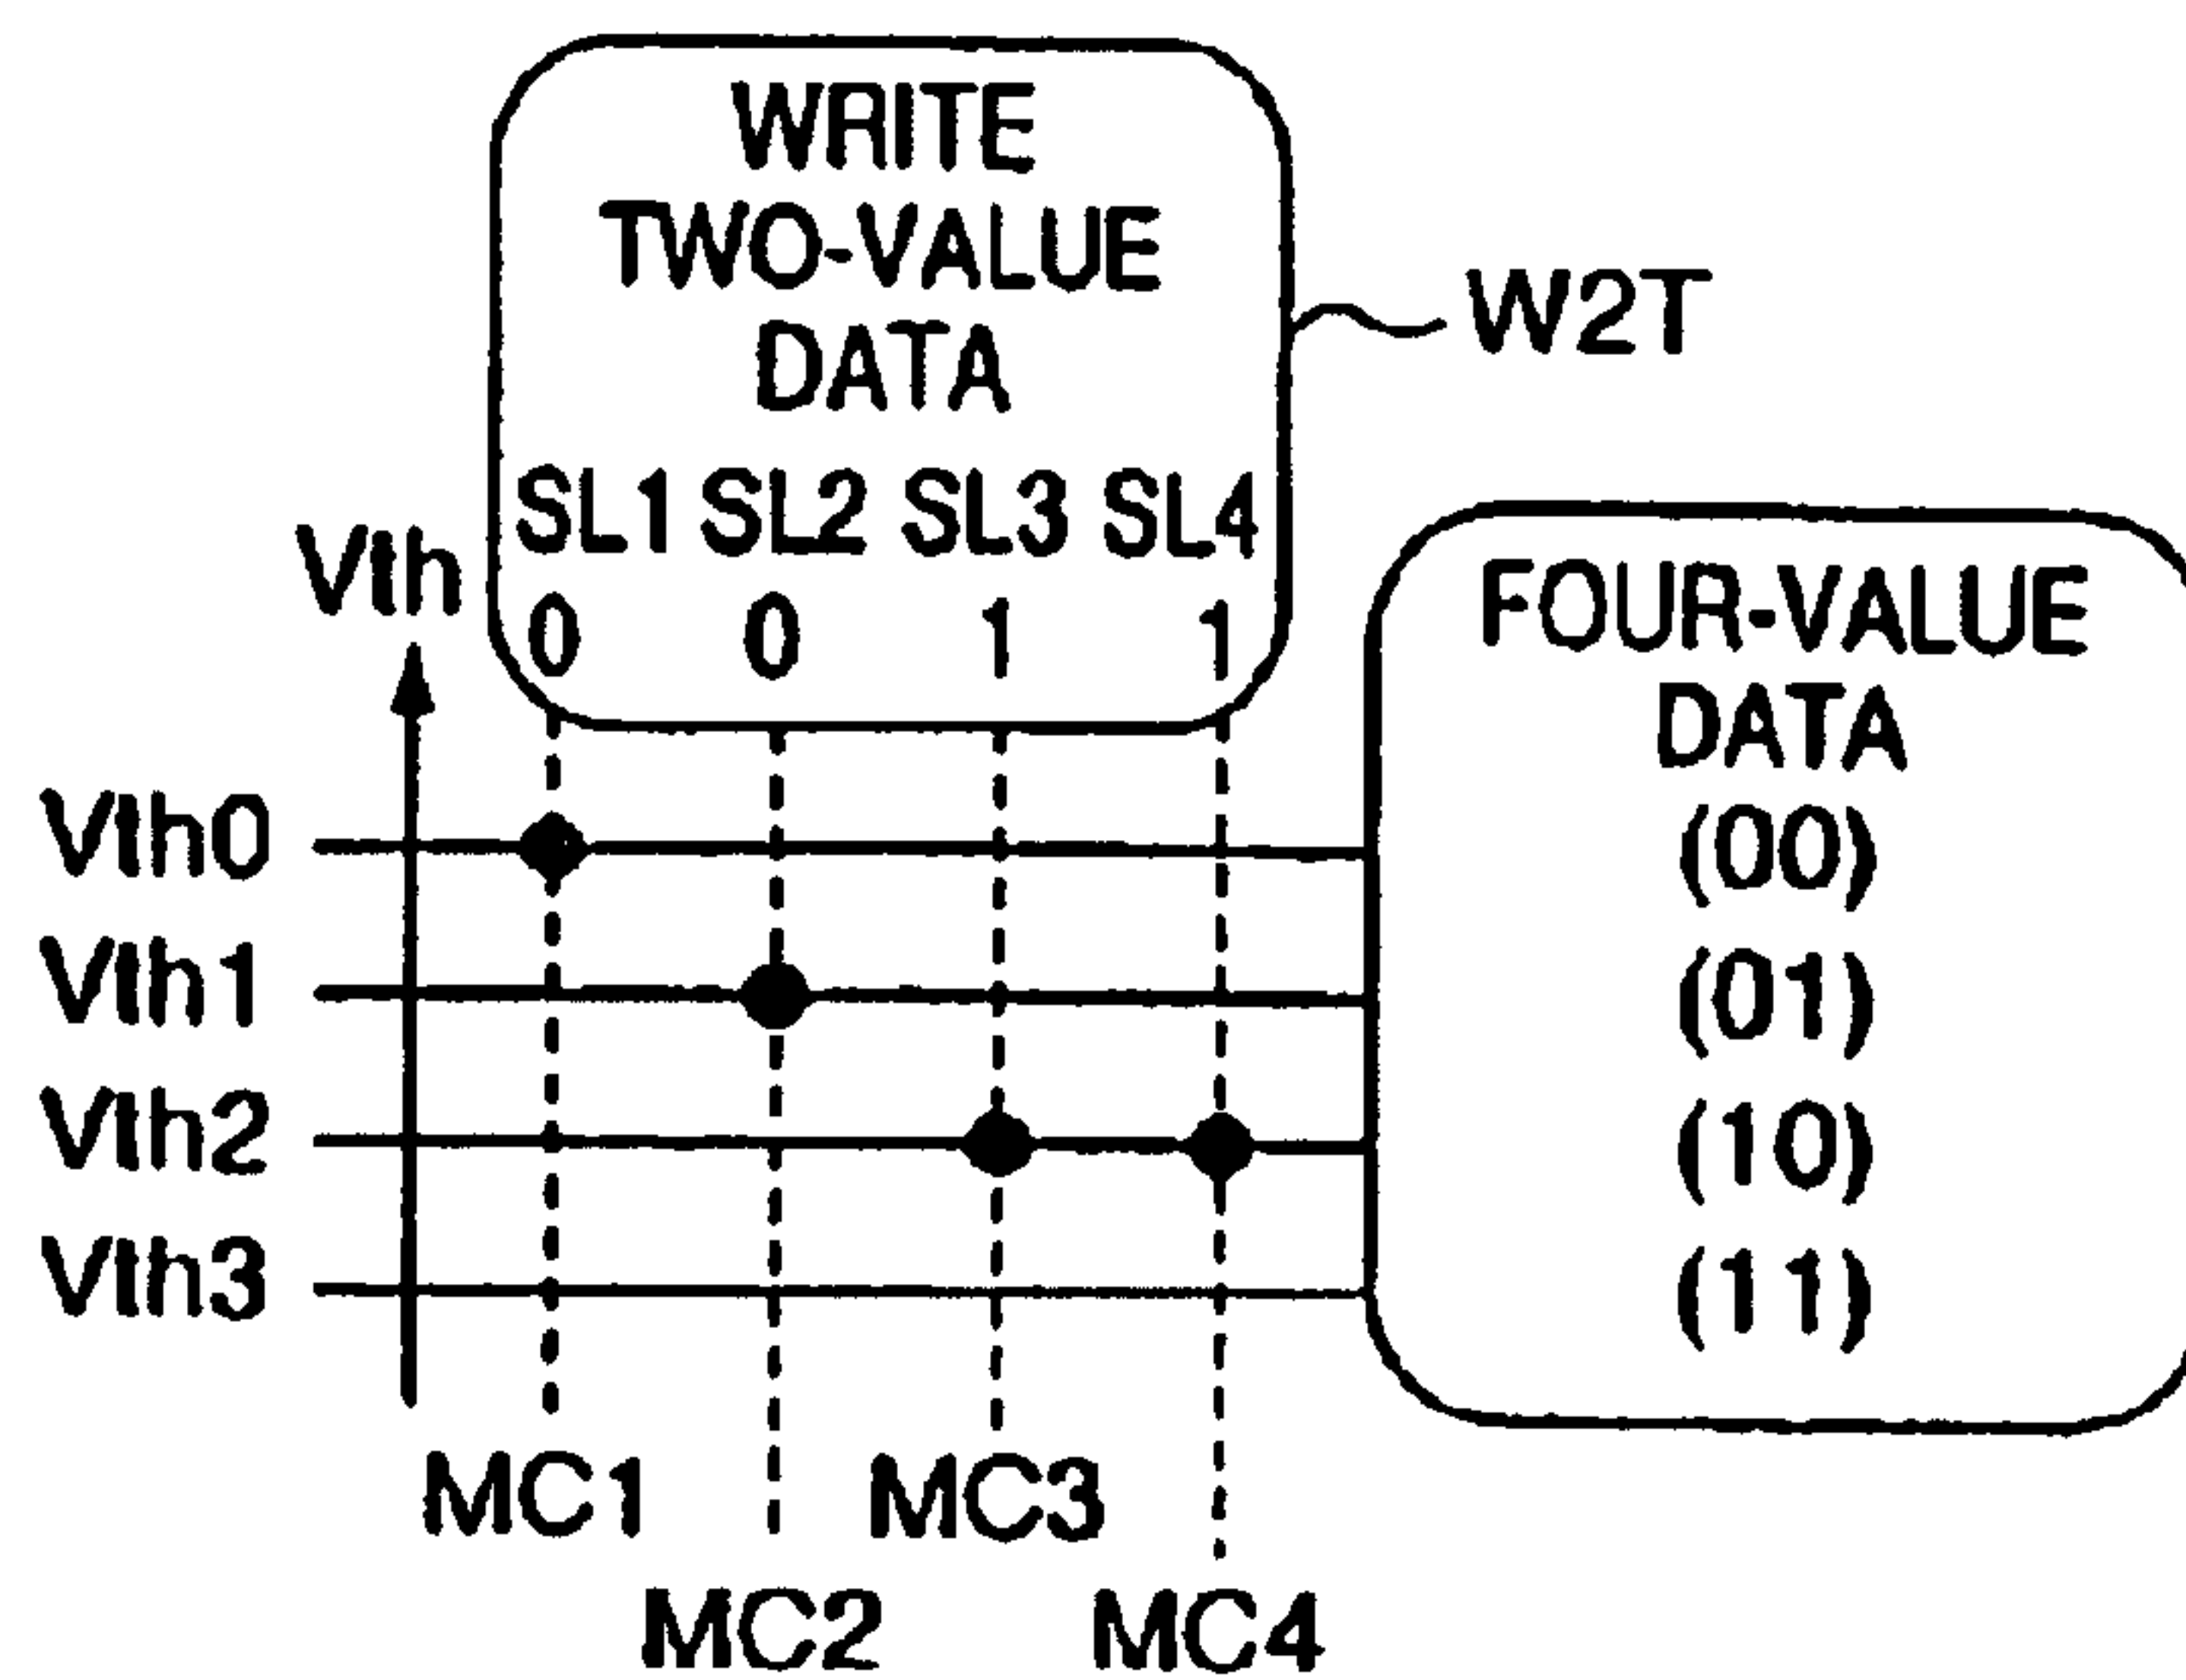 WRITE
TWO-VALUE
DATA
W2T
SL1 SL2 SL3 SL4
0 0 1 1
Vth
FOUR-VALUE
DATA
Vth0
(00)
Vth1
(01)
Vth2
(10)
Vth3
(11)
MC1
MC3
MC2
MC4